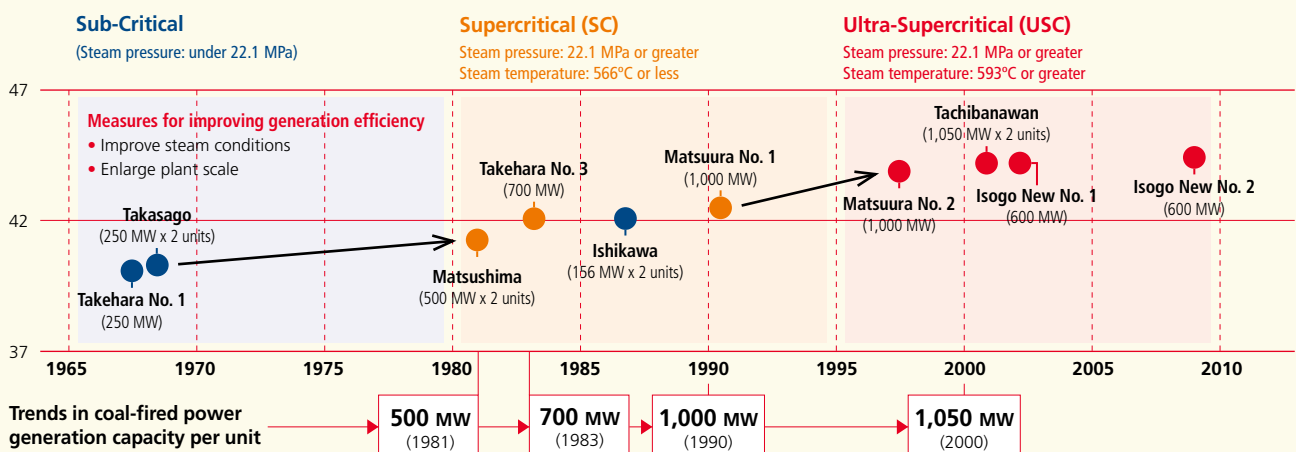 Sub-Critical
(Steam pressure: under 22.1 MPa)
Supercritical (SC)
Steam pressure: 22.1 MPa or greater
Steam temperature: 566ºC or less
Ultra-Supercritical (USC)
Steam pressure: 22.1 MPa or greater
Steam temperature: 593ºC or greater
47
42
37
Measures for improving generation efficiency
• Improve steam conditions
• Enlarge plant scale
Takasago
(250 MW x 2 units)
Takehara No. 1
(250 MW)
Matsushima
(500 MW x 2 units)
Takehara No. 3
(700 MW)
Ishikawa
(156 MW x 2 units)
Matsuura No. 1
(1,000 MW)
Matsuura No. 2
(1,000 MW)
Tachibanawan
(1,050 MW x 2 units)
Isogo New No. 1
(600 MW)
Isogo New No. 2
(600 MW)
1965 1970 1975 1980 1985 1990 1995 2000 2005 2010
Trends in coal-fired power
generation capacity per unit
500 MW
(1981)
700 MW
(1983)
1,000 MW
(1990)
1,050 MW
(2000)